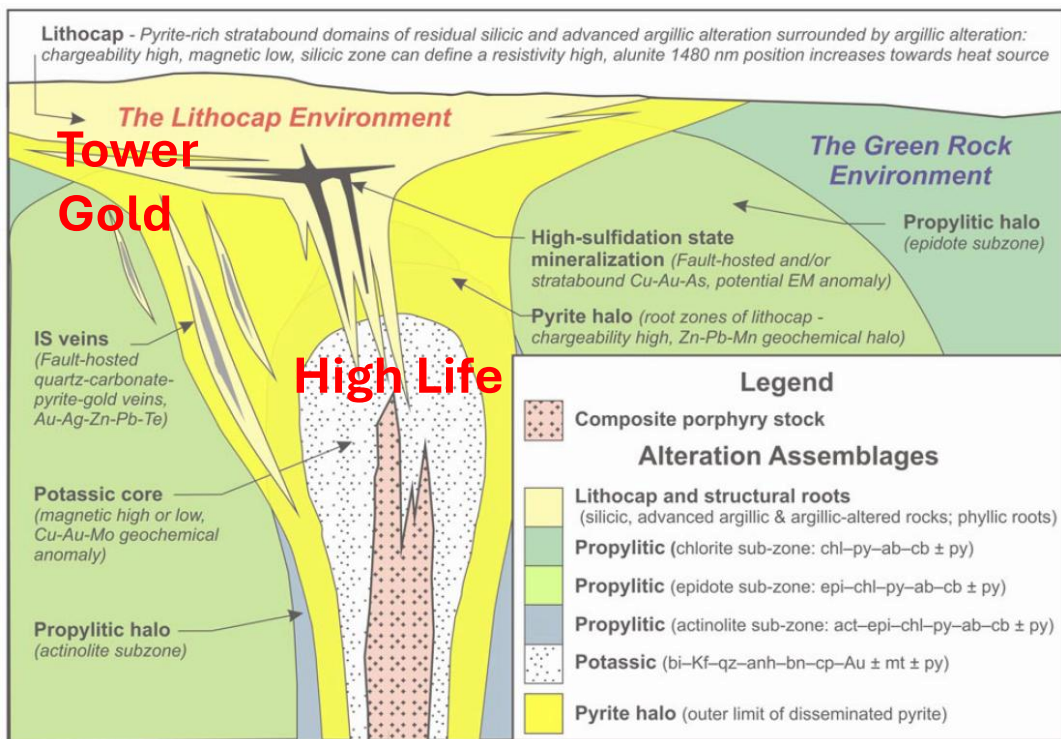 Lithocap - Pyrite-rich stratabound domains of residual silicic and advanced argillic alteration surrounded by argillic alteration:
chargeability high, magnetic low, silicic zone can define a resistivity high, alunite 1480 nm position increases towards heat source
The Lithocap Environment
Tower
Gold
The Green Rock
Environment
Propylitic halo
(epidote subzone)
High-sulfidation state
mineralization (Fault-hosted and/or
stratabound Cu-Au-As, potential EM anomaly)
Pyrite halo (root zones of lithocap -
chargeability high, Zn-Pb-Mn geochemical halo)
IS veins
(Fault-hosted
quartz-carbonate-
pyrite-gold veins,
Au-Ag-Zn-Pb-Te)
High Life
Potassic core
(magnetic high or low,
Cu-Au-Mo geochemical
anomaly)
Propylitic halo
(actinolite subzone)
Legend
Composite porphyry stock
Alteration Assemblages
Lithocap and structural roots
(silicic, advanced argillic & argillic-altered rocks; phyllic roots)
Propylitic (chlorite sub-zone: chl–py–ab–cb ± py)
Propylitic (epidote sub-zone: epi–chl–py–ab–cb ± py)
Propylitic (actinolite sub-zone: act–epi–chl–py–ab–cb ± py)
Potassic (bi–Kf–qz–anh–bn–cp–Au ± mt ± py)
Pyrite halo (outer limit of disseminated pyrite)